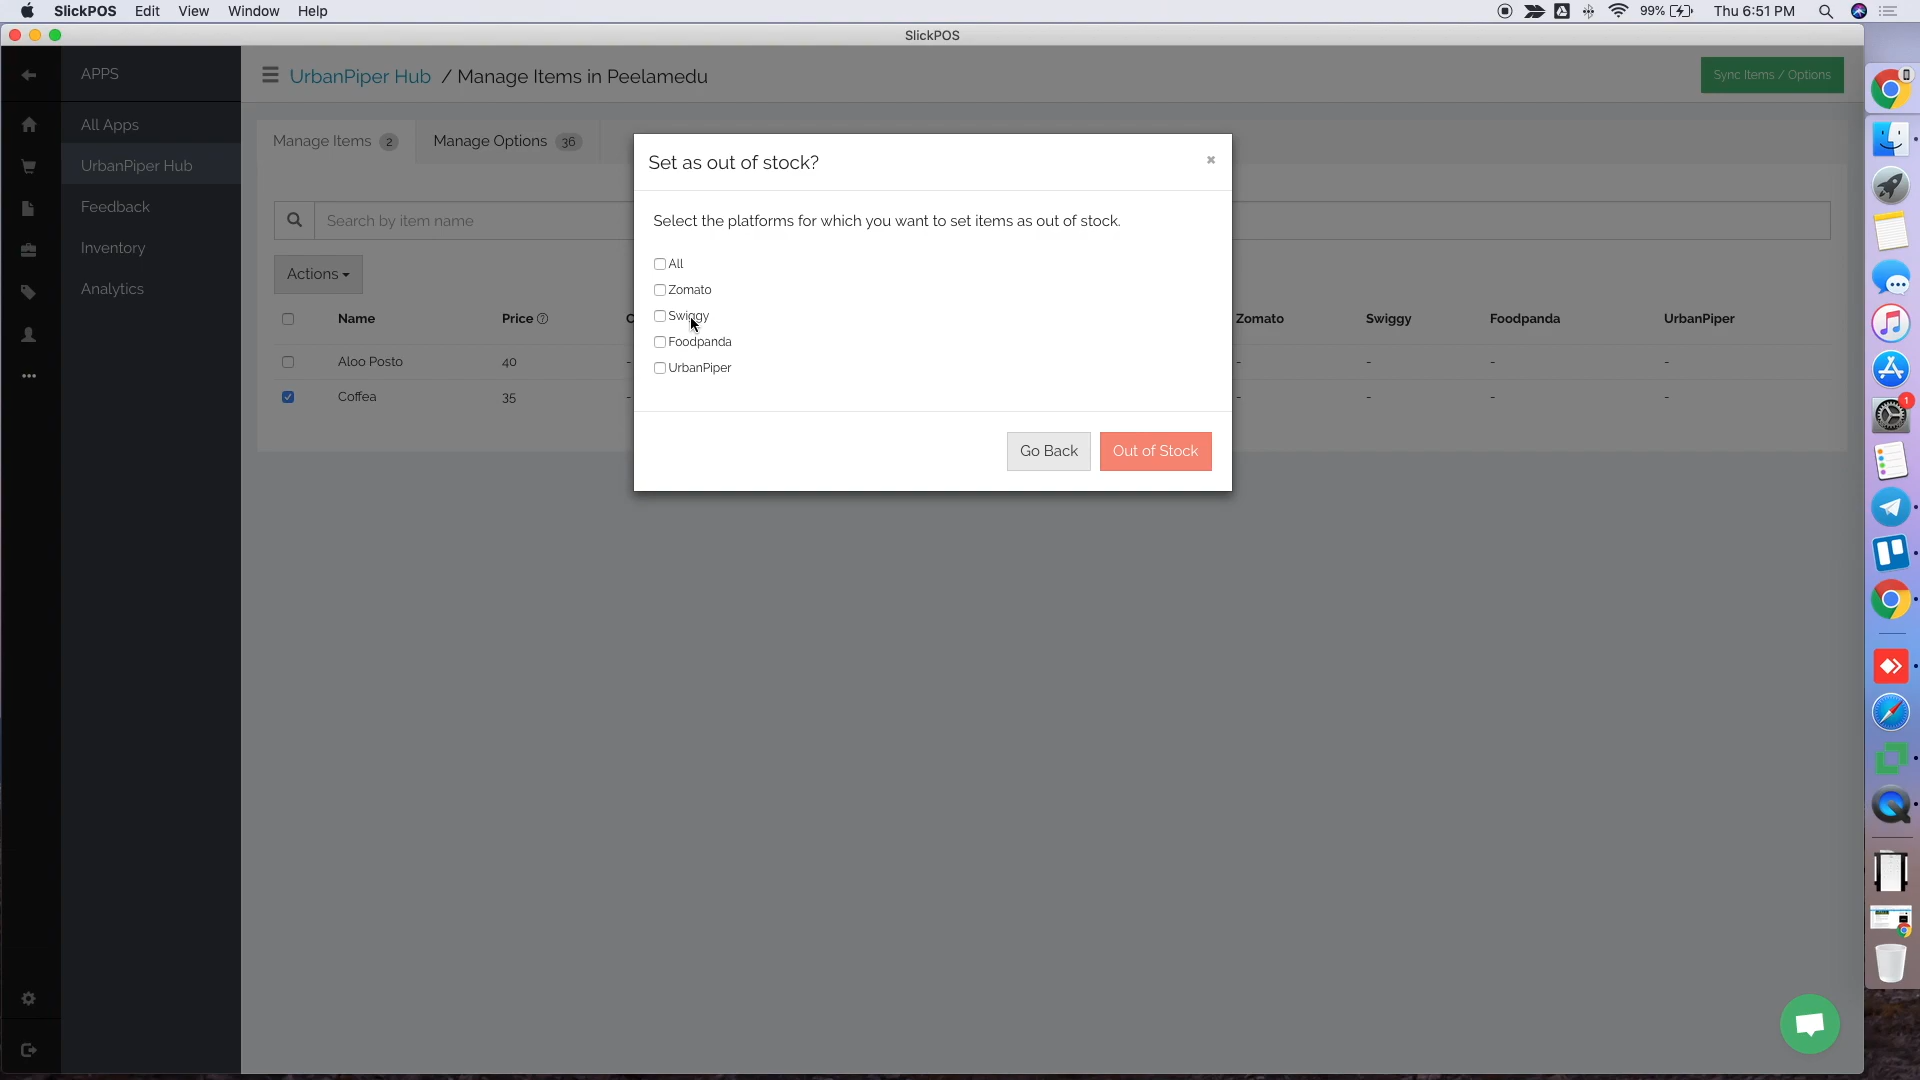 SlickPOS Edit View Window Help 99% Thu 6:51 PM
SlickPOS
APPS
All Apps
UrbanPiper Hub
Feedback
Inventory
Analytics
UrbanPiper Hub / Manage Items in Peelamedu
Sync Items / Options
Manage Items 2 Manage Options 36
Search by item name
Actions
Name Price C Zomato Swiggy Foodpanda UrbanPiper
Aloo Posto 40 - - - - -
Coffea 35 - - - - -
Set as out of stock?
Select the platforms for which you want to set items as out of stock.
All
Zomato
Swiggy
Foodpanda
UrbanPiper
Go Back Out of Stock
1